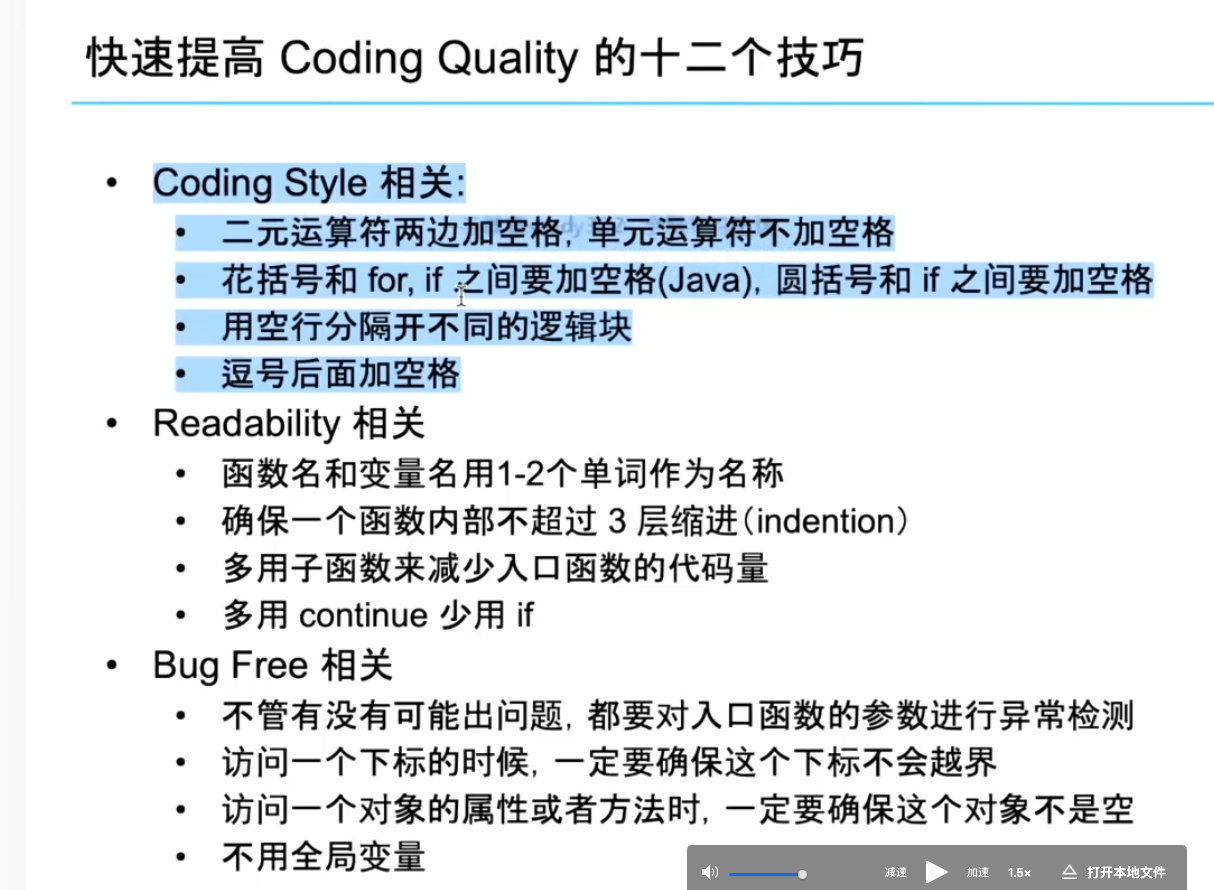 快速提高 Coding Quality 的十二个技巧
• Coding Style 相关:
• 二元运算符两边加空格, 单元运算符不加空格
• 花括号和 for, if 之间要加空格(Java), 圆括号和 if 之间要加空格
• 用空行分隔开不同的逻辑块
• 逗号后面加空格
• Readability 相关
• 函数名和变量名用1-2个单词作为名称
• 确保一个函数内部不超过 3 层缩进（indention）
• 多用子函数来减少入口函数的代码量
• 多用 continue 少用 if
• Bug Free 相关
• 不管有没有可能出问题, 都要对入口函数的参数进行异常检测
• 访问一个下标的时候, 一定要确保这个下标不会越界
• 访问一个对象的属性或者方法时, 一定要确保这个对象不是空
• 不用全局变量
减速 加速 1.5× 打开本地文件